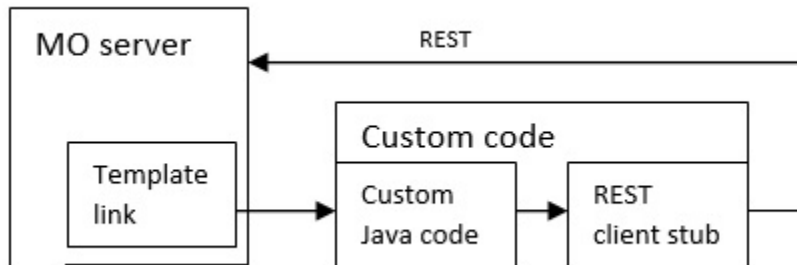 MO server
REST
Custom code
Template
link
Custom
Java code
REST
client stub